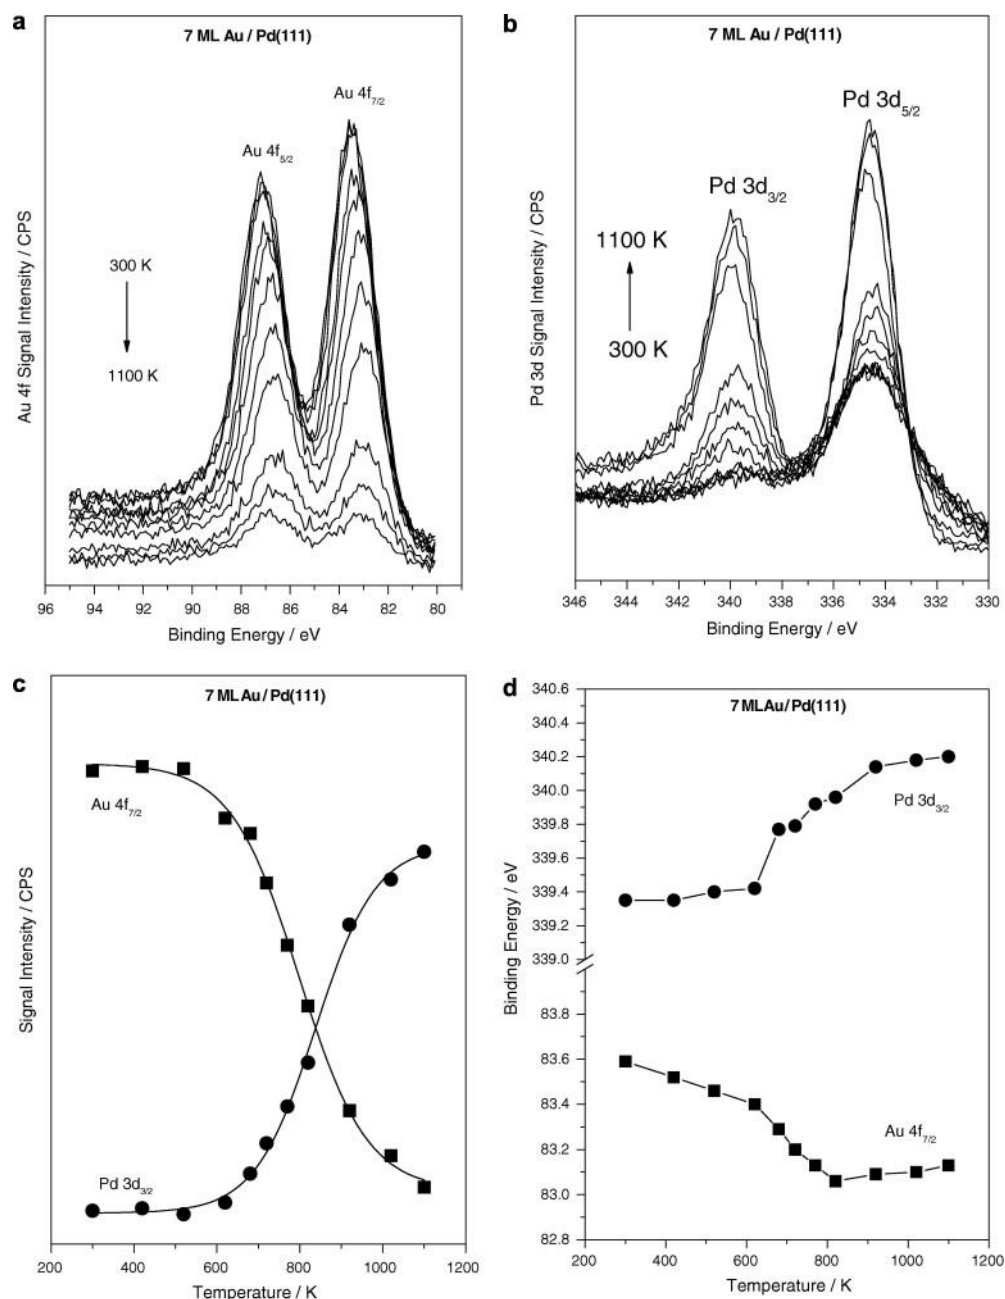 a
7 ML Au / Pd(111)
Au 4f7/2
Au 4f5/2
300 K
1100 K
Au 4f Signal Intensity / CPS
96 94 92 90 88 86 84 82 80
Binding Energy / eV
b
7 ML Au / Pd(111)
Pd 3d5/2
Pd 3d3/2
1100 K
300 K
Pd 3d Signal Intensity / CPS
346 344 342 340 338 336 334 332 330
Binding Energy / eV
c
7 ML Au / Pd(111)
Au 4f7/2
Pd 3d3/2
Signal Intensity / CPS
200 400 600 800 1000 1200
Temperature / K
d
7 MLAu/ Pd(111)
340.6
340.4
340.2
340.0
339.8
339.6
339.4
339.2
339.0
83.8
83.6
83.4
83.2
83.0
82.8
Pd 3d3/2
Au 4f7/2
Binding Energy / eV
200 400 600 800 1000 1200
Temperature / K